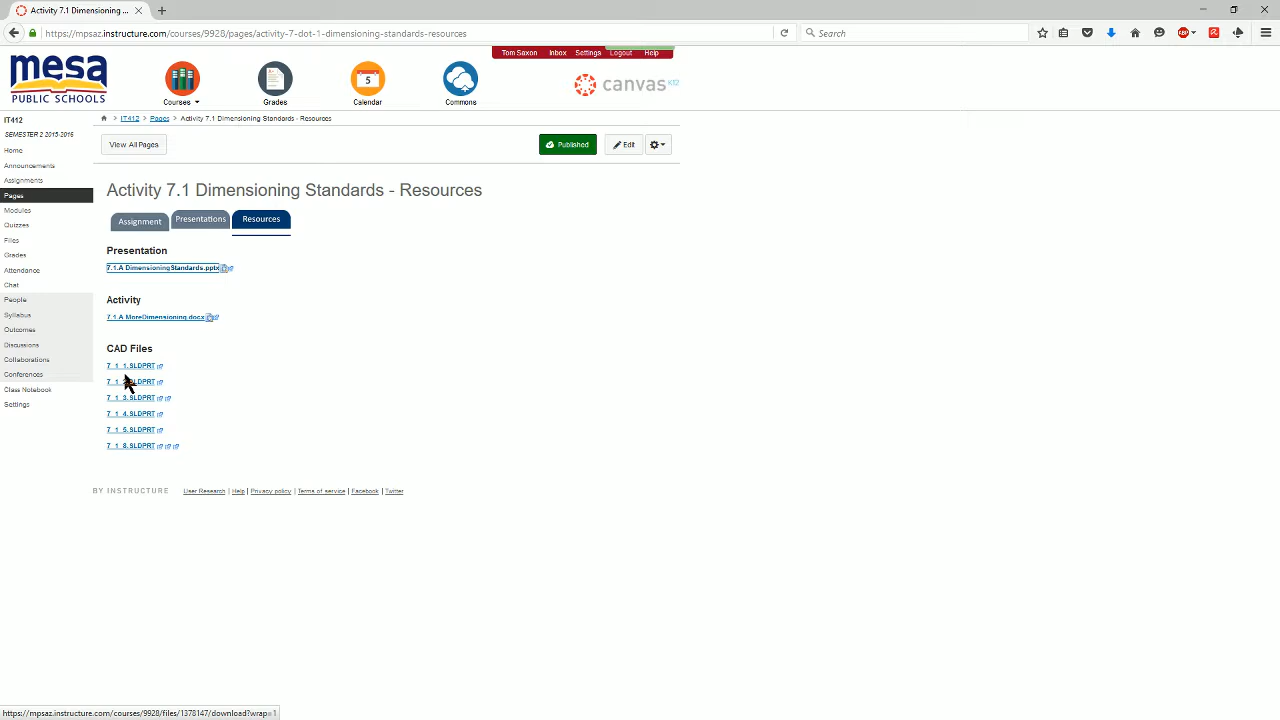 Activity 7.1 Dimensioning ...
https://mpsaz.instructure.com/courses/9928/pages/activity-7-dot-1-dimensioning-standards-resources
Search
ABP
Tom Saxon Inbox Settings Logout Help
mesa
PUBLIC SCHOOLS
5
Courses Grades Calendar Commons
canvas K12
IT412
SEMESTER 2 2015-2016
Home
Announcements
Assignments
Pages
Modules
Quizzes
Files
Grades
Attendance
Chat
People
Syllabus
Outcomes
Discussions
Collaborations
Conferences
Class Notebook
Settings
> IT412 > Pages > Activity 7.1 Dimensioning Standards - Resources
View All Pages
Published
Edit
Activity 7.1 Dimensioning Standards - Resources
Assignment Presentations Resources
Presentation
7.1.A DimensioningStandards.pptx
Activity
7.1.A MoreDimensioning.docx
CAD Files
7_1_1.SLDPRT
7_1_2.SLDPRT
7_1_3.SLDPRT
7_1_4.SLDPRT
7_1_5.SLDPRT
7_1_8.SLDPRT
BY INSTRUCTURE User Research | Help | Privacy policy | Terms of service | Facebook | Twitter
https://mpsaz.instructure.com/courses/9928/files/1378147/download?wrap=1